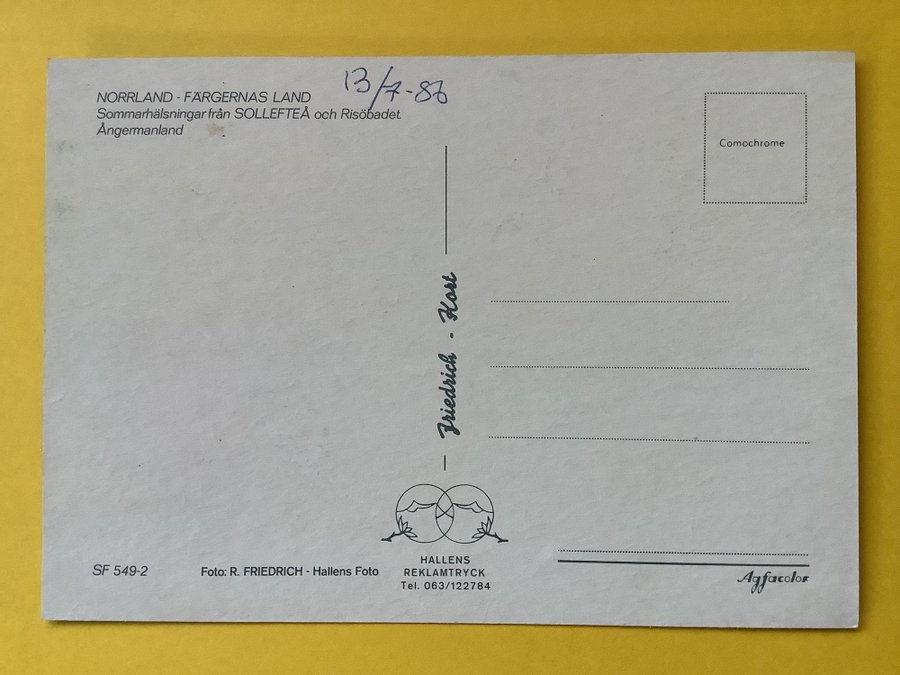 13/7-86
NORRLAND - FÄRGERNAS LAND
Sommarhälsningar från SOLLEFTEÅ och Risöbadet
Ångermanland
Comochrome
Friedrich - Kort
SF 549-2
Foto: R. FRIEDRICH - Hallens Foto
HALLENS
REKLAMTRYCK
Tel. 063/122784
Agfacolor